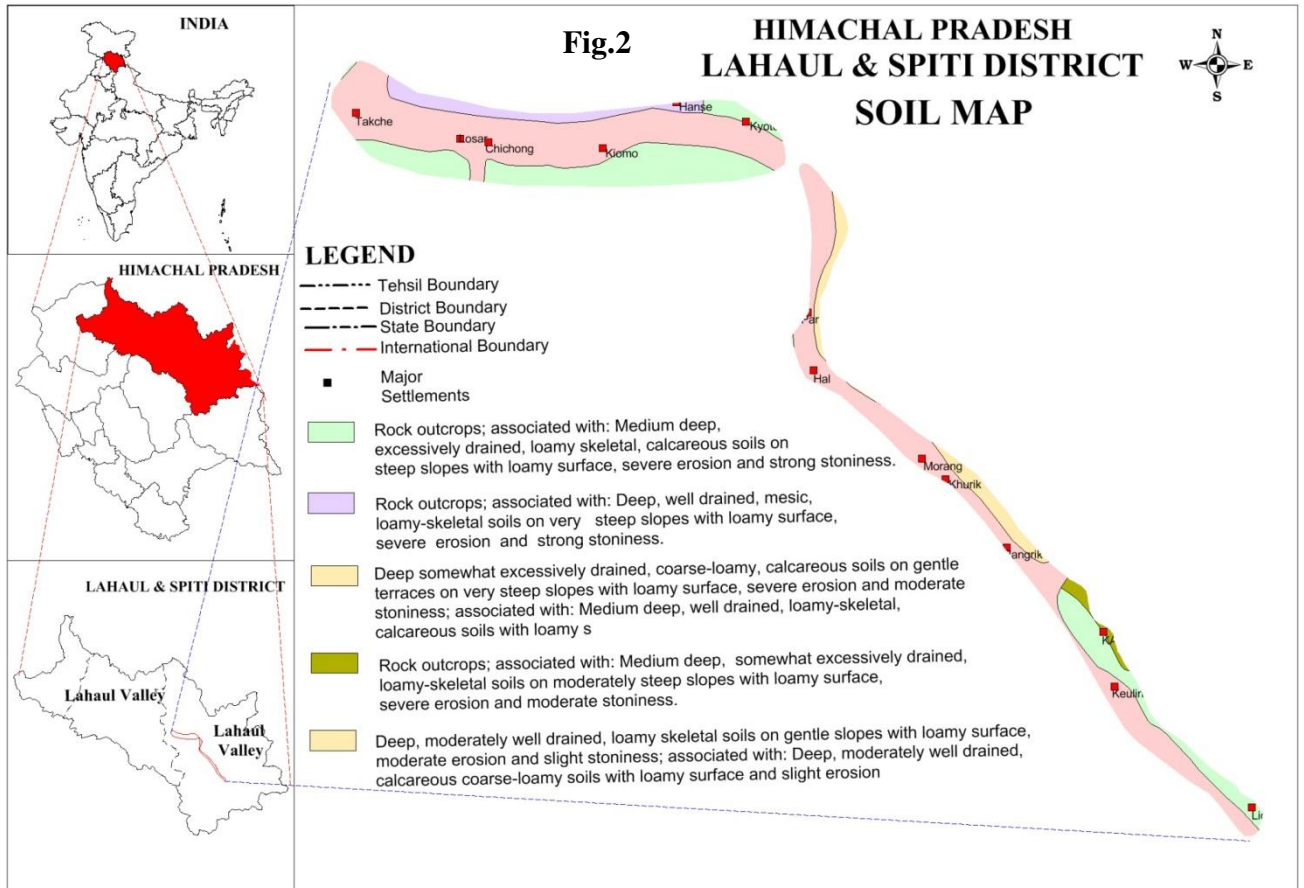 INDIA
Fig.2
HIMACHAL PRADESH
LAHAUL & SPITI DISTRICT
SOIL MAP
N
W E
S
Hanse
Takche
Kyot
Losar
Chichong
Kiomo
HIMACHAL PRADESH
LEGEND
Tehsil Boundary
District Boundary
State Boundary
International Boundary
Major
Settlements
Rock outcrops; associated with: Medium deep,
excessively drained, loamy skeletal, calcareous soils on
steep slopes with loamy surface, severe erosion and strong stoniness.
Rock outcrops; associated with: Deep, well drained, mesic,
loamy-skeletal soils on very steep slopes with loamy surface,
severe erosion and strong stoniness.
Deep somewhat excessively drained, coarse-loamy, calcareous soils on gentle
terraces on very steep slopes with loamy surface, severe erosion and moderate
stoniness; associated with: Medium deep, well drained, loamy-skeletal,
calcareous soils with loamy s
Rock outcrops; associated with: Medium deep, somewhat excessively drained,
loamy-skeletal soils on moderately steep slopes with loamy surface,
severe erosion and moderate stoniness.
Deep, moderately well drained, loamy skeletal soils on gentle slopes with loamy surface,
moderate erosion and slight stoniness; associated with: Deep, moderately well drained,
calcareous coarse-loamy soils with loamy surface and slight erosion
Hal
Morang
Khurik
angrik
Keulin
Li
LAHAUL & SPITI DISTRICT
Lahaul Valley
Lahaul
Valley